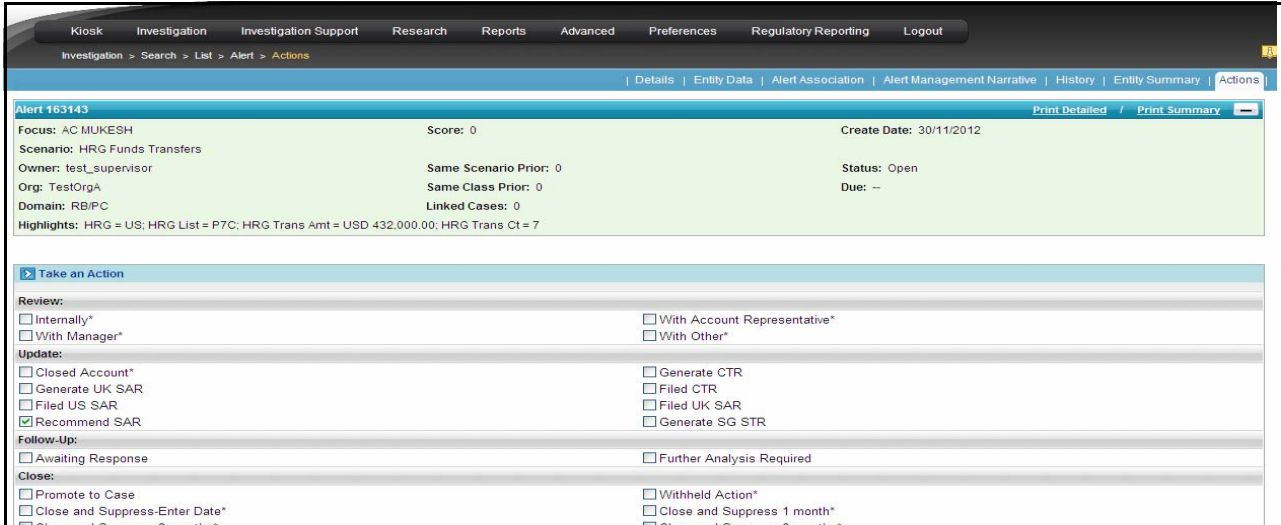 Kiosk Investigation Investigation Support Research Reports Advanced Preferences Regulatory Reporting Logout
Investigation > Search > List > Alert > Actions
| Details | Entity Data | Alert Association | Alert Management Narrative | History | Entity Summary | Actions |
Alert 163143 Print Detailed / Print Summary
Focus: AC MUKESH Score: 0 Create Date: 30/11/2012
Scenario: HRG Funds Transfers
Owner: test_supervisor Same Scenario Prior: 0 Status: Open
Org: TestOrgA Same Class Prior: 0 Due: --
Domain: RB/PC Linked Cases: 0
Highlights: HRG = US; HRG List = P7C; HRG Trans Amt = USD 432,000.00; HRG Trans Ct = 7
Take an Action
Review:
Internally* With Account Representative*
With Manager* With Other*
Update:
Closed Account* Generate CTR
Generate UK SAR Filed CTR
Filed US SAR Filed UK SAR
Recommend SAR Generate SG STR
Follow-Up:
Awaiting Response Further Analysis Required
Close:
Promote to Case Withheld Action*
Close and Suppress-Enter Date* Close and Suppress 1 month*